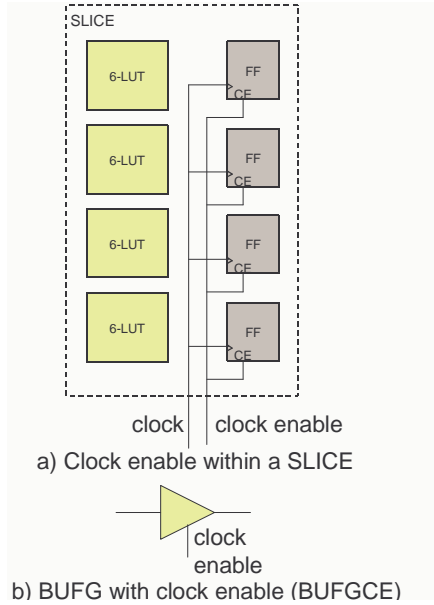 SLICE
6-LUT
FF
CE
6-LUT
FF
CE
6-LUT
FF
CE
6-LUT
FF
CE
clock
clock enable
a) Clock enable within a SLICE
clock
enable
b) BUFG with clock enable (BUFGCE)